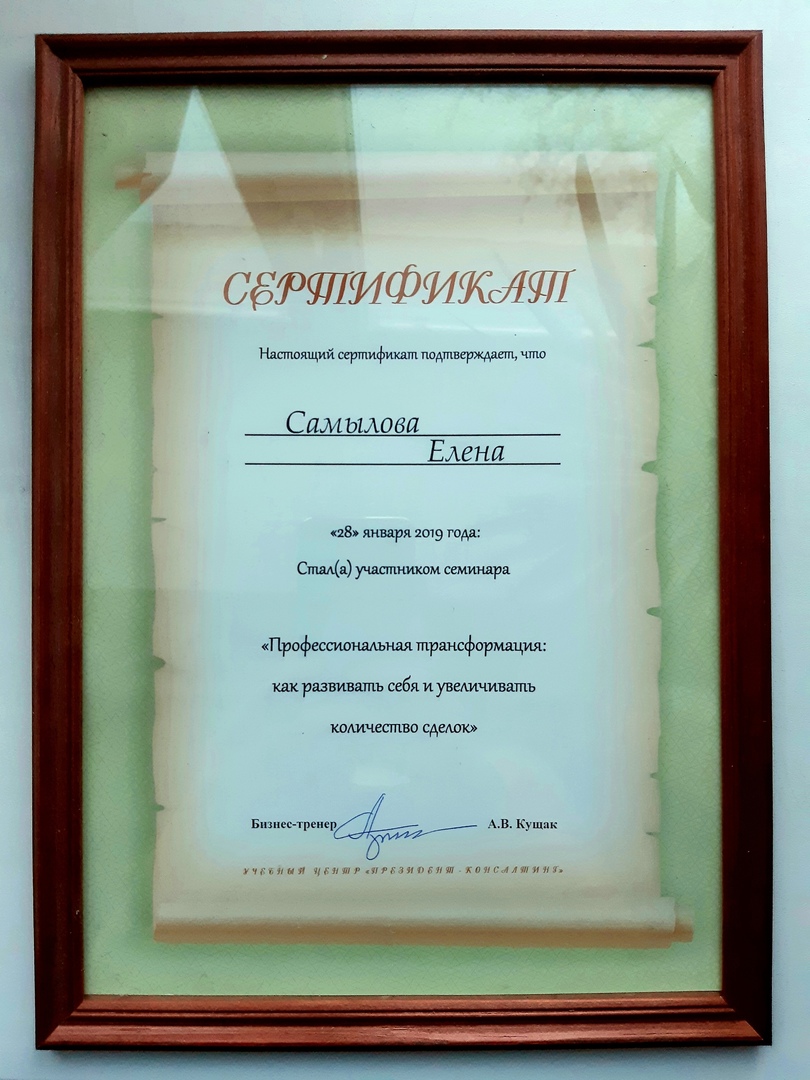 СЕРТИФИКАТ
Настоящий сертификат подтверждает, что
Самылова
Елена
«28» января 2019 года:
Стал(а) участником семинара
«Профессиональная трансформация:
как развивать себя и увеличивать
количество сделок»
Бизнес-тренер А.В. Кущак
УЧЕБНЫЙ ЦЕНТР «ПРЕЗИДЕНТ-КОНСАЛТИНГ»